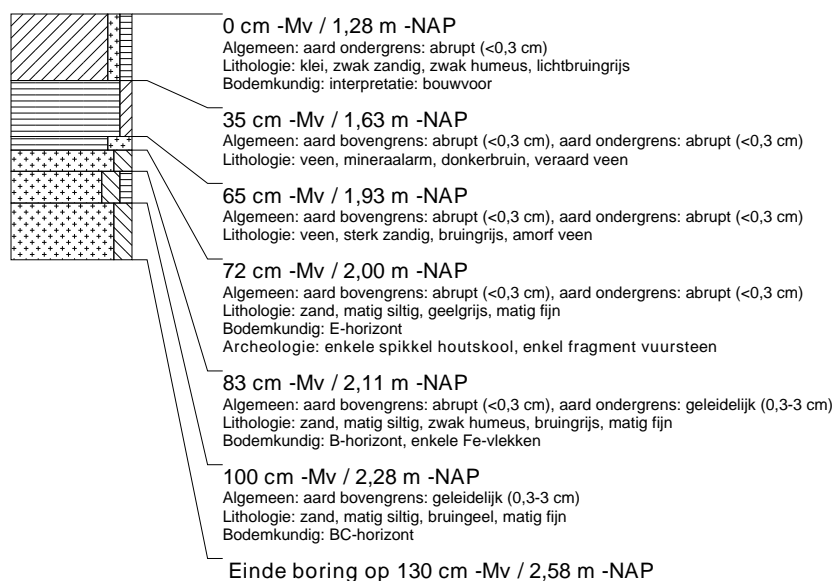 0 cm -Mv / 1,28 m -NAP
Algemeen: aard ondergrens: abrupt (<0,3 cm)
Lithologie: klei, zwak zandig, zwak humeus, lichtbruingrijs
Bodemkundig: interpretatie: bouwvoor
35 cm -Mv / 1,63 m -NAP
Algemeen: aard bovengrens: abrupt (<0,3 cm), aard ondergrens: abrupt (<0,3 cm)
Lithologie: veen, mineraalarm, donkerbruin, veraard veen
65 cm -Mv / 1,93 m -NAP
Algemeen: aard bovengrens: abrupt (<0,3 cm), aard ondergrens: abrupt (<0,3 cm)
Lithologie: veen, sterk zandig, bruingrijs, amorf veen
72 cm -Mv / 2,00 m -NAP
Algemeen: aard bovengrens: abrupt (<0,3 cm), aard ondergrens: abrupt (<0,3 cm)
Lithologie: zand, matig siltig, geelgrijs, matig fijn
Bodemkundig: E-horizont
Archeologie: enkele spikkel houtskool, enkel fragment vuursteen
83 cm -Mv / 2,11 m -NAP
Algemeen: aard bovengrens: abrupt (<0,3 cm), aard ondergrens: geleidelijk (0,3-3 cm)
Lithologie: zand, matig siltig, zwak humeus, bruingrijs, matig fijn
Bodemkundig: B-horizont, enkele Fe-vlekken
100 cm -Mv / 2,28 m -NAP
Algemeen: aard bovengrens: geleidelijk (0,3-3 cm)
Lithologie: zand, matig siltig, bruingeel, matig fijn
Bodemkundig: BC-horizont
Einde boring op 130 cm -Mv / 2,58 m -NAP